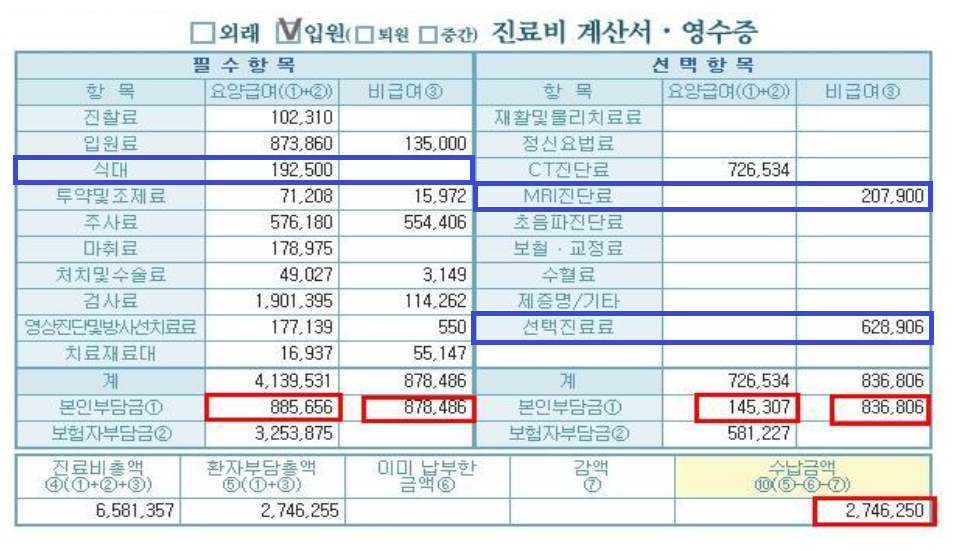 □외래 ☑입원(□퇴원 □중간) 진료비 계산서·영수증
필수항목 선택항목
항 목 요양급여(①+②) 비급여③ 항 목 요양급여(①+②) 비급여③
진찰료 102,310 재활및물리치료료
입원료 873,860 135,000 정신요법료
식대 192,500 CT진단료 726,534
투약및조제료 71,208 15,972 MRI진단료 207,900
주사료 576,180 554,406 초음파진단료
마취료 178,975 보철·교정료
처치및수술료 49,027 3,149 수혈료
검사료 1,901,395 114,262 제증명/기타
영상진단및방사선치료료 177,139 550 선택진료료 628,906
치료재료대 16,937 55,147
계 4,139,531 878,486 계 726,534 836,806
본인부담금① 885,656 878,486 본인부담금① 145,307 836,806
보험자부담금② 3,253,875 보험자부담금② 581,227
진료비총액 환자부담총액 이미 납부한 감액 수납금액
④(①+②+③) ⑤(①+③) 금액⑥ ⑦ ⑩(⑤-⑥-⑦)
6,581,357 2,746,255 2,746,250